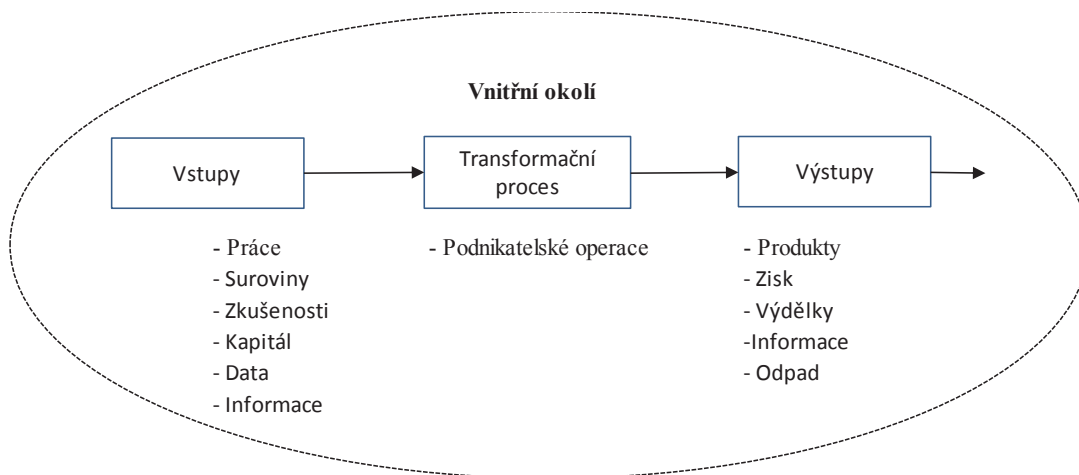 Vnitřní okolí
Vstupy
Transformační
proces
Výstupy
- Práce
- Suroviny
- Zkušenosti
- Kapitál
- Data
- Informace
- Podnikatelské operace
- Produkty
- Zisk
- Výdělky
-Informace
- Odpad